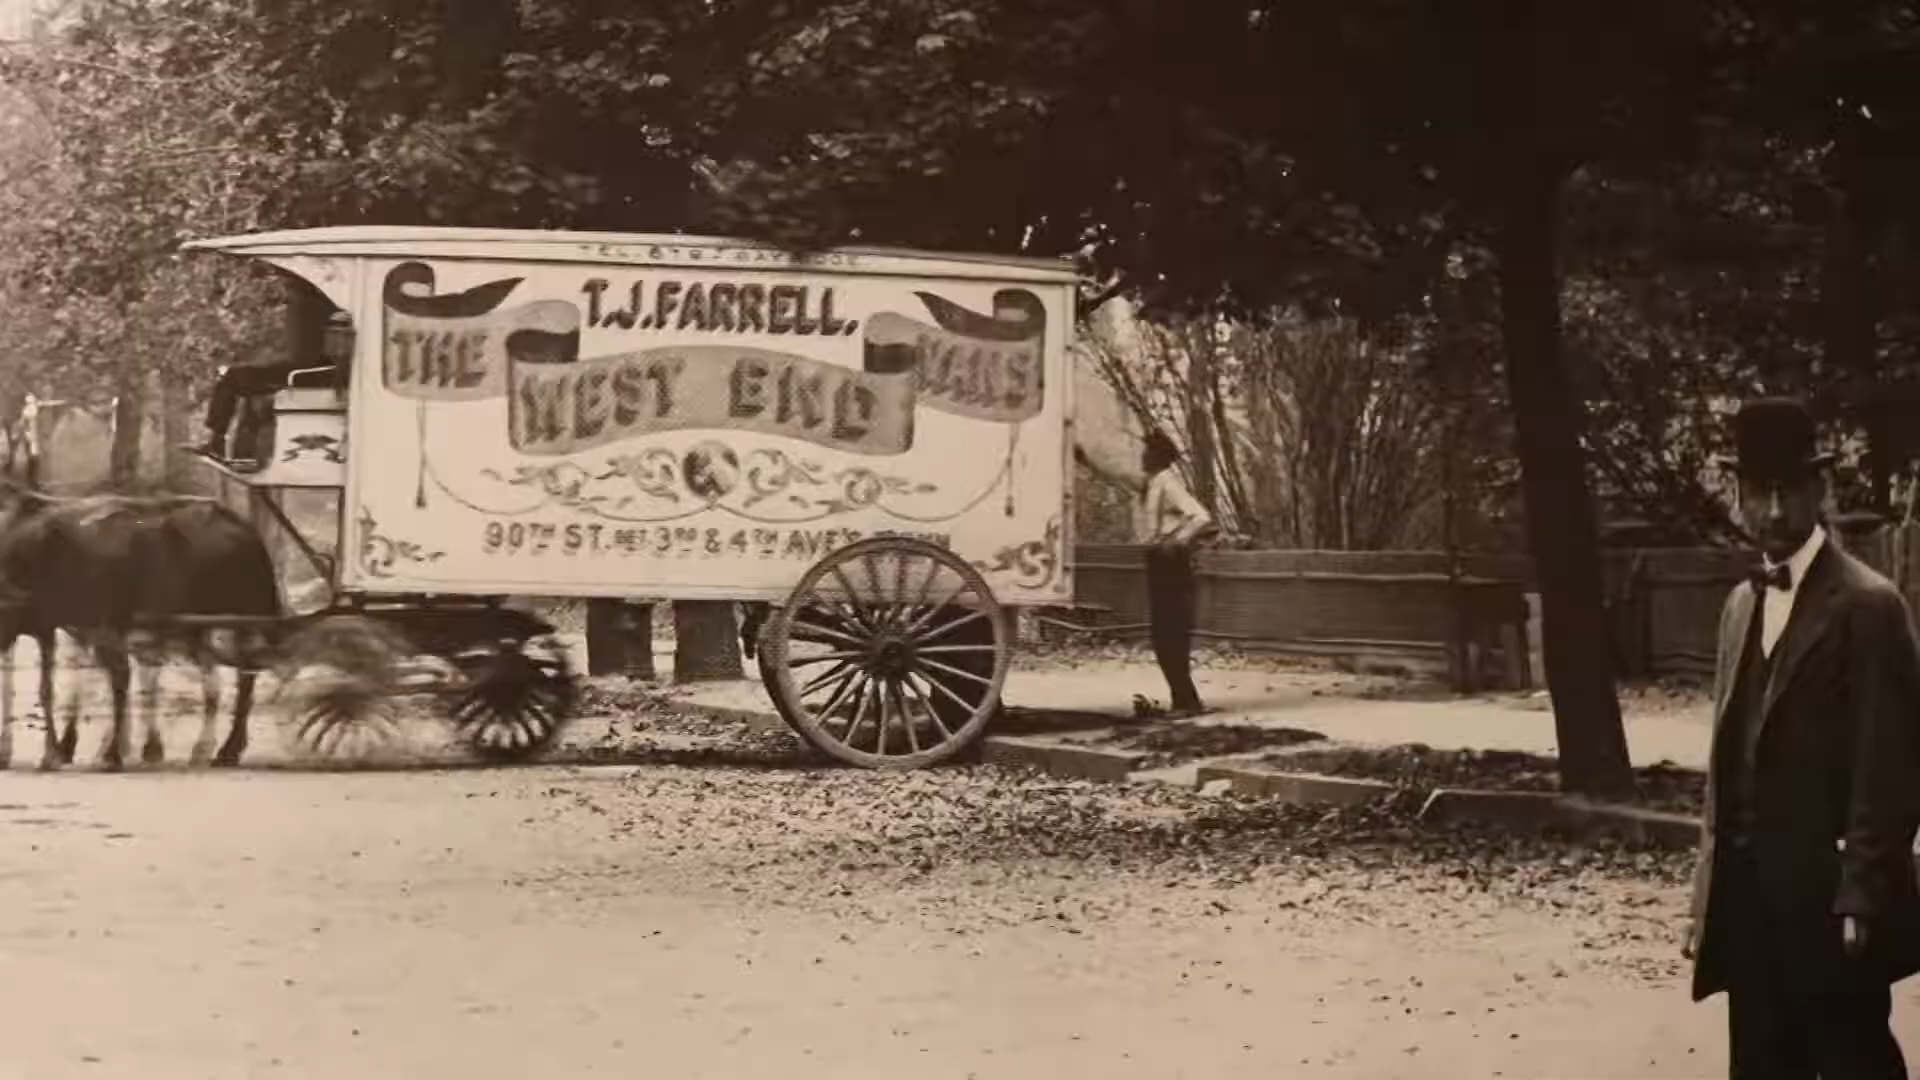 T.J.FARRELL.
THE WEST END VANS
90TH ST. BET. 3RD & 4TH AVE'S